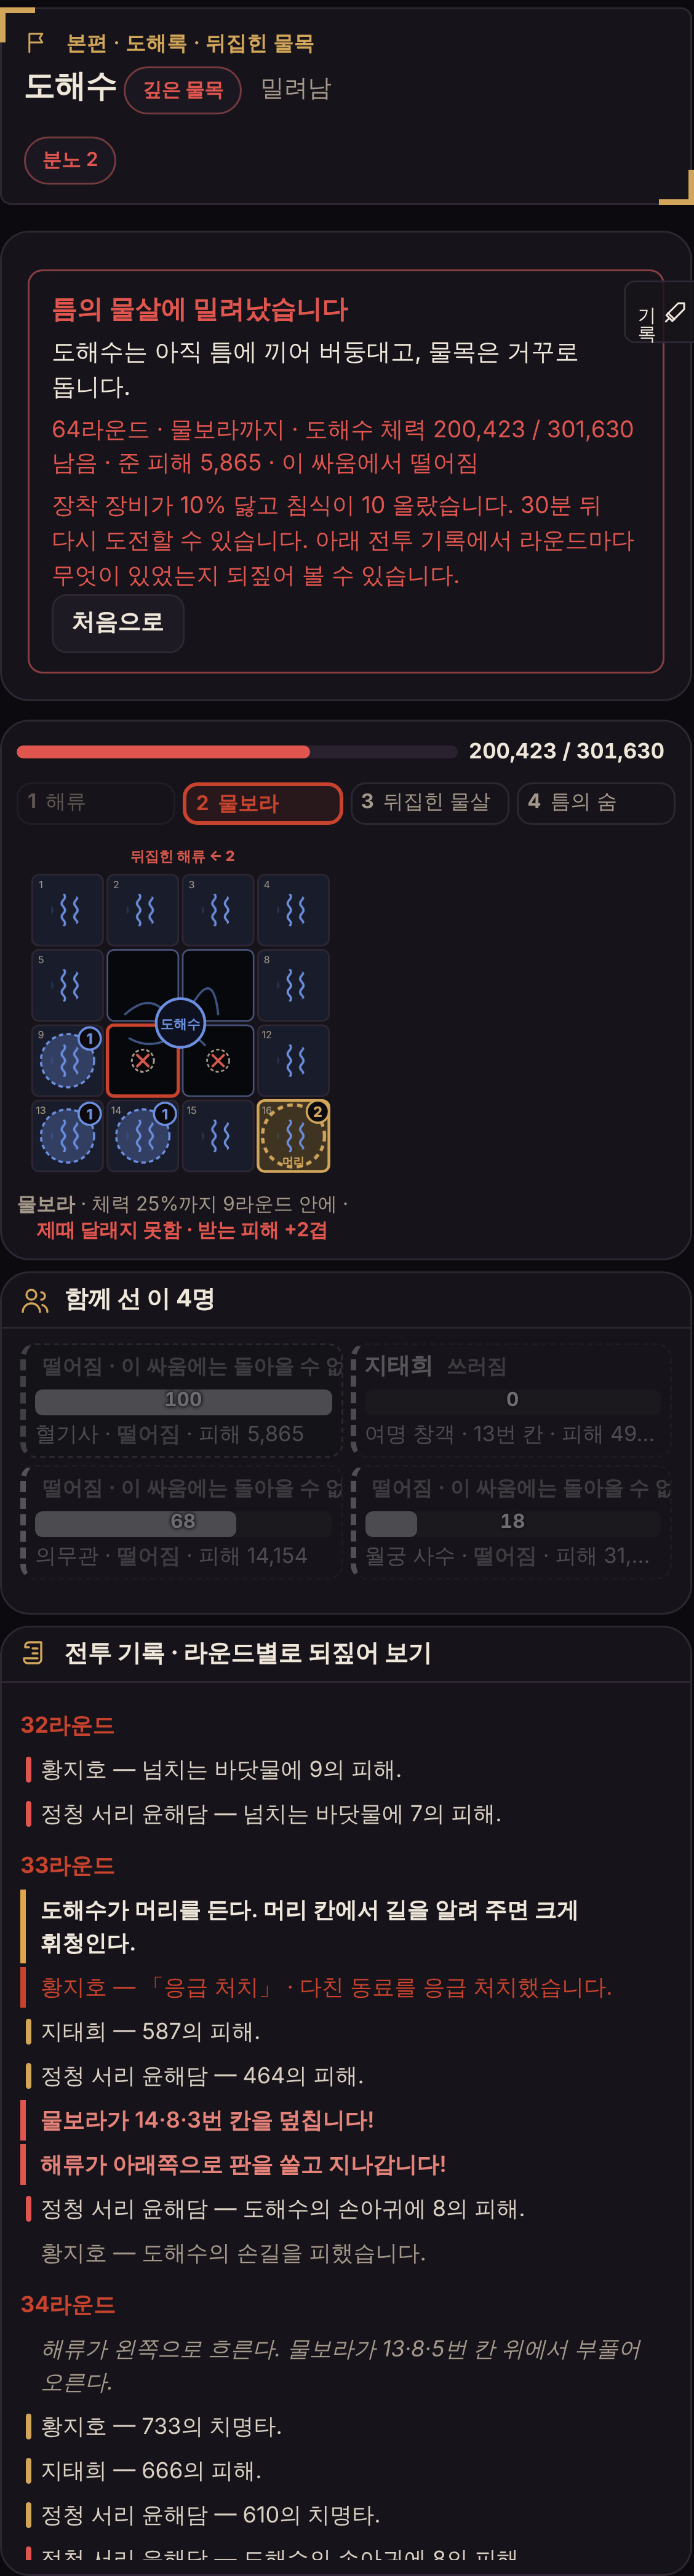 본편 · 도해록 · 뒤집힌 물목
도해수 깊은 물목 밀려남
분노 2
틈의 물살에 밀려났습니다
기록
도해수는 아직 틈에 끼어 버둥대고, 물목은 거꾸로
돕니다.
64라운드 · 물보라까지 · 도해수 체력 200,423 / 301,630
남음 · 준 피해 5,865 · 이 싸움에서 떨어짐
장착 장비가 10% 닳고 침식이 10 올랐습니다. 30분 뒤
다시 도전할 수 있습니다. 아래 전투 기록에서 라운드마다
무엇이 있었는지 되짚어 볼 수 있습니다.
처음으로
200,423 / 301,630
1 해류 2 물보라 3 뒤집힌 물살 4 틈의 숨
뒤집힌 해류 ← 2
1 2 3 4
5 8
도해수
9 1 12
13 1 14 1 15 16 2
머리
물보라 · 체력 25%까지 9라운드 안에 ·
제때 달래지 못함 · 받는 피해 +2겹
함께 선 이 4명
떨어짐 · 이 싸움에는 돌아올 수 없
100
혈기사 · 떨어짐 · 피해 5,865
지태희 쓰러짐
0
여명 창객 · 13번 칸 · 피해 49...
떨어짐 · 이 싸움에는 돌아올 수 없
68
의무관 · 떨어짐 · 피해 14,154
떨어짐 · 이 싸움에는 돌아올 수 없
18
월궁 사수 · 떨어짐 · 피해 31,...
전투 기록 · 라운드별로 되짚어 보기
32라운드
황지호 — 넘치는 바닷물에 9의 피해.
정청 서리 윤해담 — 넘치는 바닷물에 7의 피해.
33라운드
도해수가 머리를 든다. 머리 칸에서 길을 알려 주면 크게
휘청인다.
황지호 — 「응급 처치」 · 다친 동료를 응급 처치했습니다.
지태희 — 587의 피해.
정청 서리 윤해담 — 464의 피해.
물보라가 14·8·3번 칸을 덮칩니다!
해류가 아래쪽으로 판을 쓸고 지나갑니다!
정청 서리 윤해담 — 도해수의 손아귀에 8의 피해.
황지호 — 도해수의 손길을 피했습니다.
34라운드
해류가 왼쪽으로 흐른다. 물보라가 13·8·5번 칸 위에서 부풀어
오른다.
황지호 — 733의 치명타.
지태희 — 666의 피해.
정청 서리 윤해담 — 610의 치명타.
정청 서리 윤해담 — 도해수의 손아귀에 8의 피해.